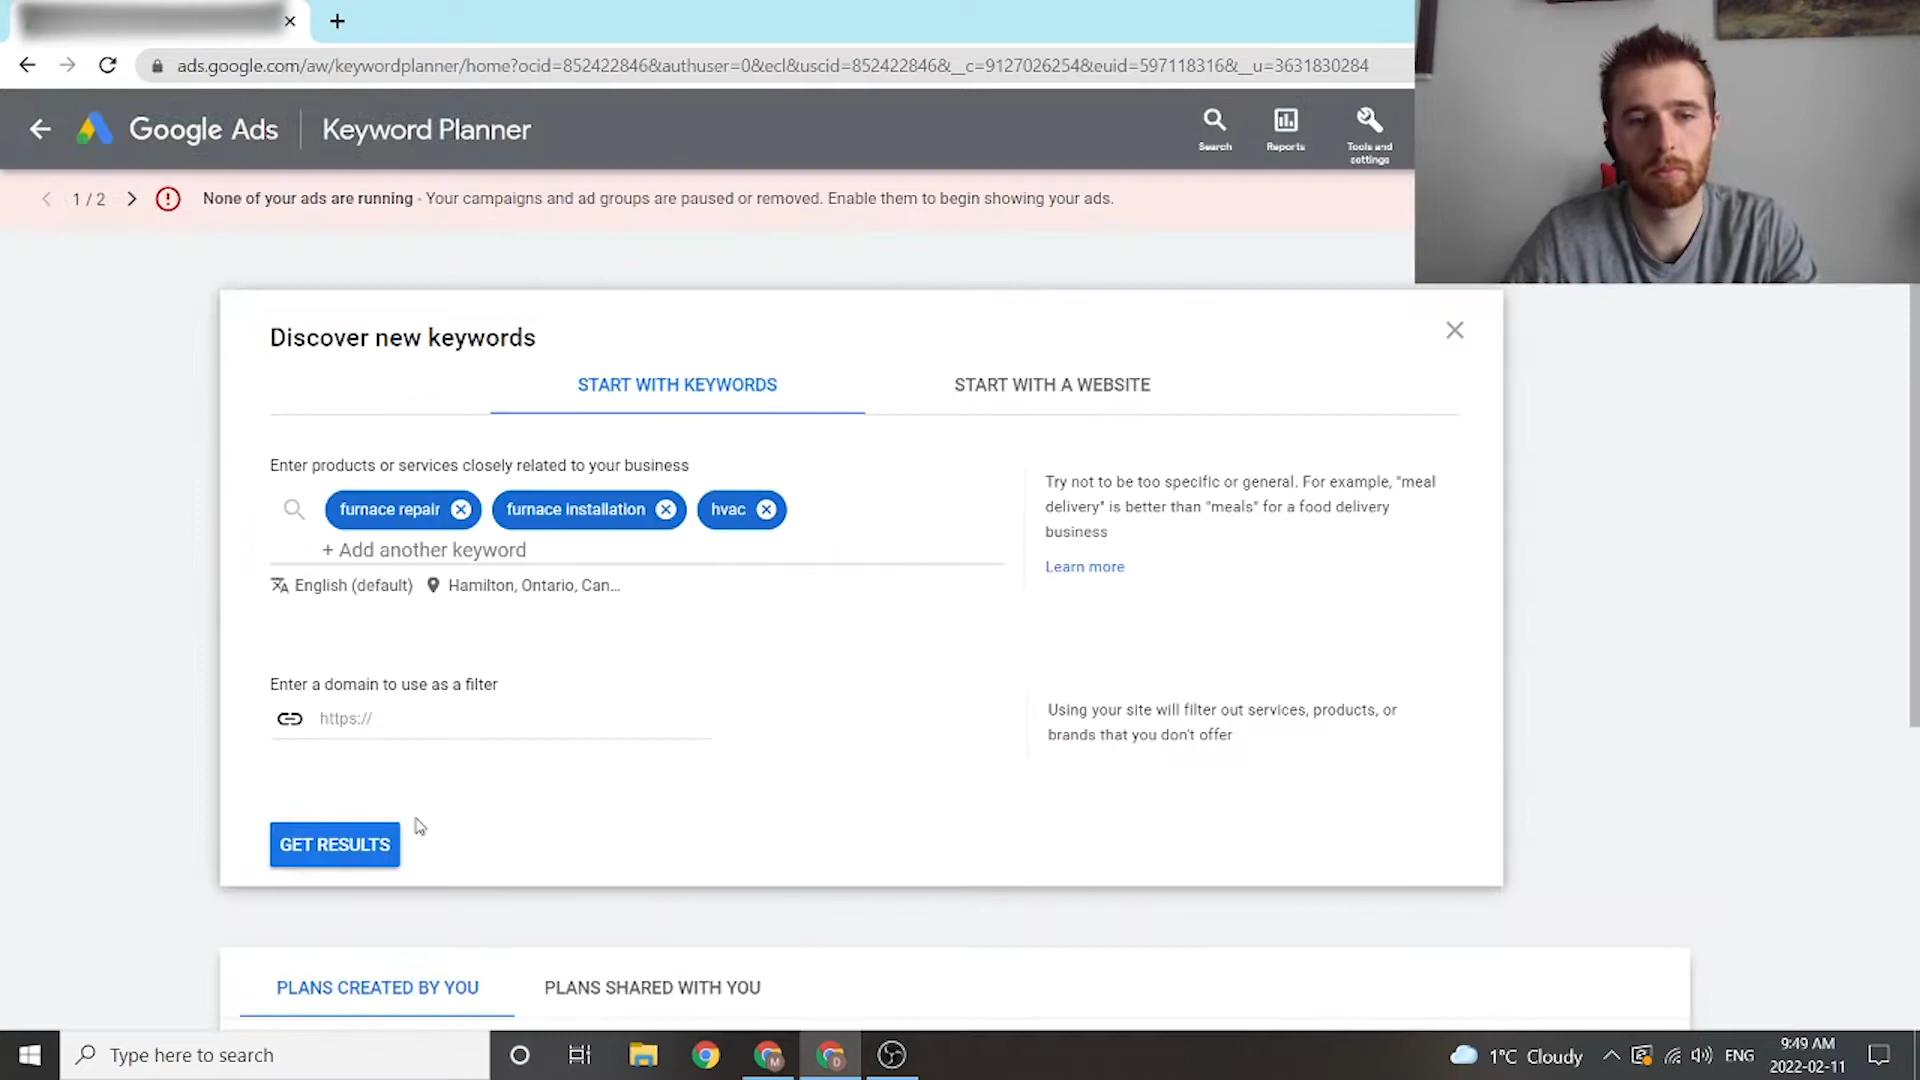 ads.google.com/aw/keywordplanner/home?ocid=852422846&authuser=0&ecl&uscid=852422846&__c=9127026254&euid=597118316&__u=3631830284
Google Ads
Keyword Planner
Search
Reports
Tools and
settings
1 / 2
None of your ads are running - Your campaigns and ad groups are paused or removed. Enable them to begin showing your ads.
Discover new keywords
START WITH KEYWORDS
START WITH A WEBSITE
Enter products or services closely related to your business
furnace repair
furnace installation
hvac
+ Add another keyword
English (default)
Hamilton, Ontario, Can...
Try not to be too specific or general. For example, "meal
delivery" is better than "meals" for a food delivery
business
Learn more
Enter a domain to use as a filter
https://
Using your site will filter out services, products, or
brands that you don't offer
GET RESULTS
PLANS CREATED BY YOU
PLANS SHARED WITH YOU
Type here to search
M
D
1°C Cloudy
ENG
9:49 AM
2022-02-11